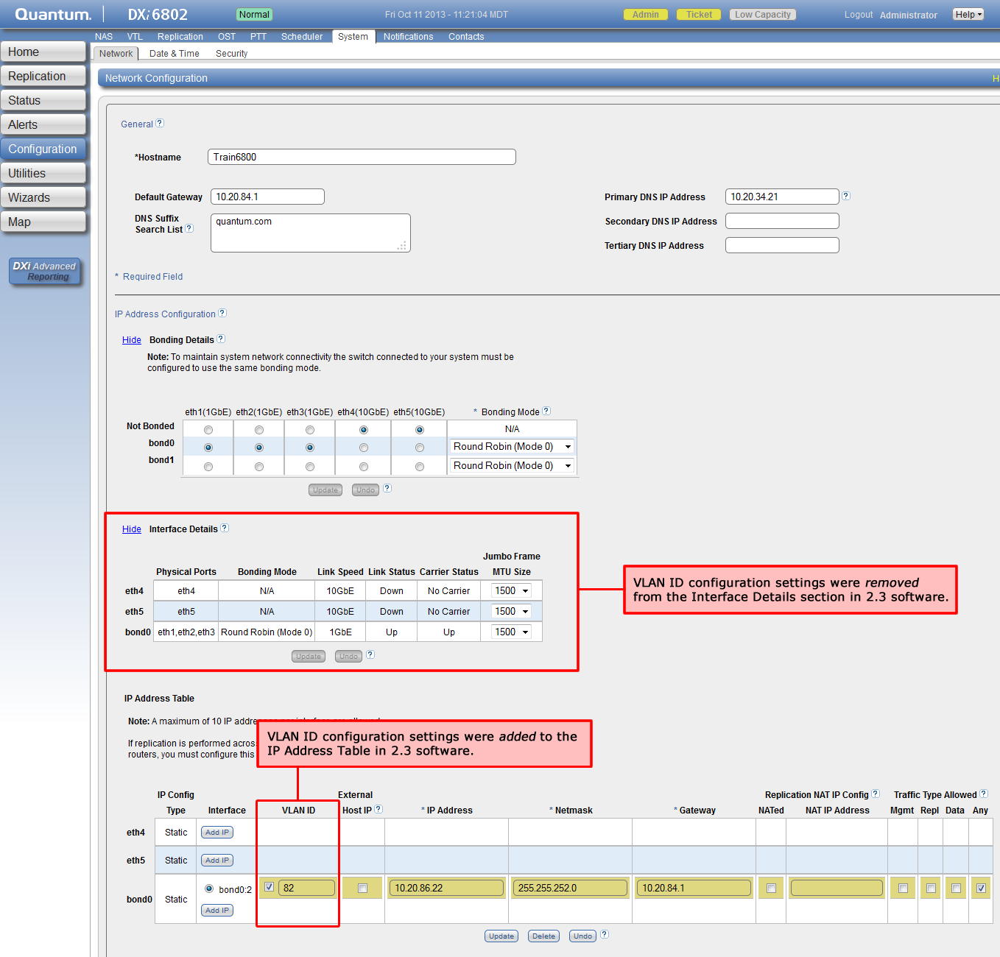 Quantum. DXi 6802 Normal Fri Oct 11 2013 - 11:21:04 MDT Admin Ticket Low Capacity Logout Administrator Help
NAS VTL Replication OST PTT Scheduler System Notifications Contacts
Network Date & Time Security
Home
Replication
Status
Alerts
Configuration
Utilities
Wizards
Map
DXi Advanced
Reporting
Network Configuration H
General ?
*Hostname Train6800
Default Gateway 10.20.84.1
DNS Suffix
Search List ? quantum.com
Primary DNS IP Address 10.20.34.21 ?
Secondary DNS IP Address
Tertiary DNS IP Address
* Required Field
IP Address Configuration ?
Hide Bonding Details ?
Note: To maintain system network connectivity the switch connected to your system must be
configured to use the same bonding mode.
eth1(1GbE) eth2(1GbE) eth3(1GbE) eth4(10GbE) eth5(10GbE) * Bonding Mode ?
Not Bonded N/A
bond0 Round Robin (Mode 0)
bond1 Round Robin (Mode 0)
Update Undo ?
Hide Interface Details ?
Jumbo Frame
Physical Ports Bonding Mode Link Speed Link Status Carrier Status MTU Size
eth4 eth4 N/A 10GbE Down No Carrier 1500
eth5 eth5 N/A 10GbE Down No Carrier 1500
bond0 eth1,eth2,eth3 Round Robin (Mode 0) 1GbE Up Up 1500
Update Undo ?
VLAN ID configuration settings were removed
from the Interface Details section in 2.3 software.
IP Address Table
Note: A maximum of 10 IP
If replication is performed
routers, you must configure this
VLAN ID configuration settings were added to the
IP Address Table in 2.3 software.
IP Config External Replication NAT IP Config ? Traffic Type Allowed ?
Type Interface VLAN ID Host IP ? * IP Address * Netmask * Gateway NATed NAT IP Address Mgmt Repl Data Any
eth4 Static Add IP
eth5 Static Add IP
bond0 Static bond0:2 82 10.20.86.22 255.255.252.0 10.20.84.1
Add IP
Update Delete Undo ?